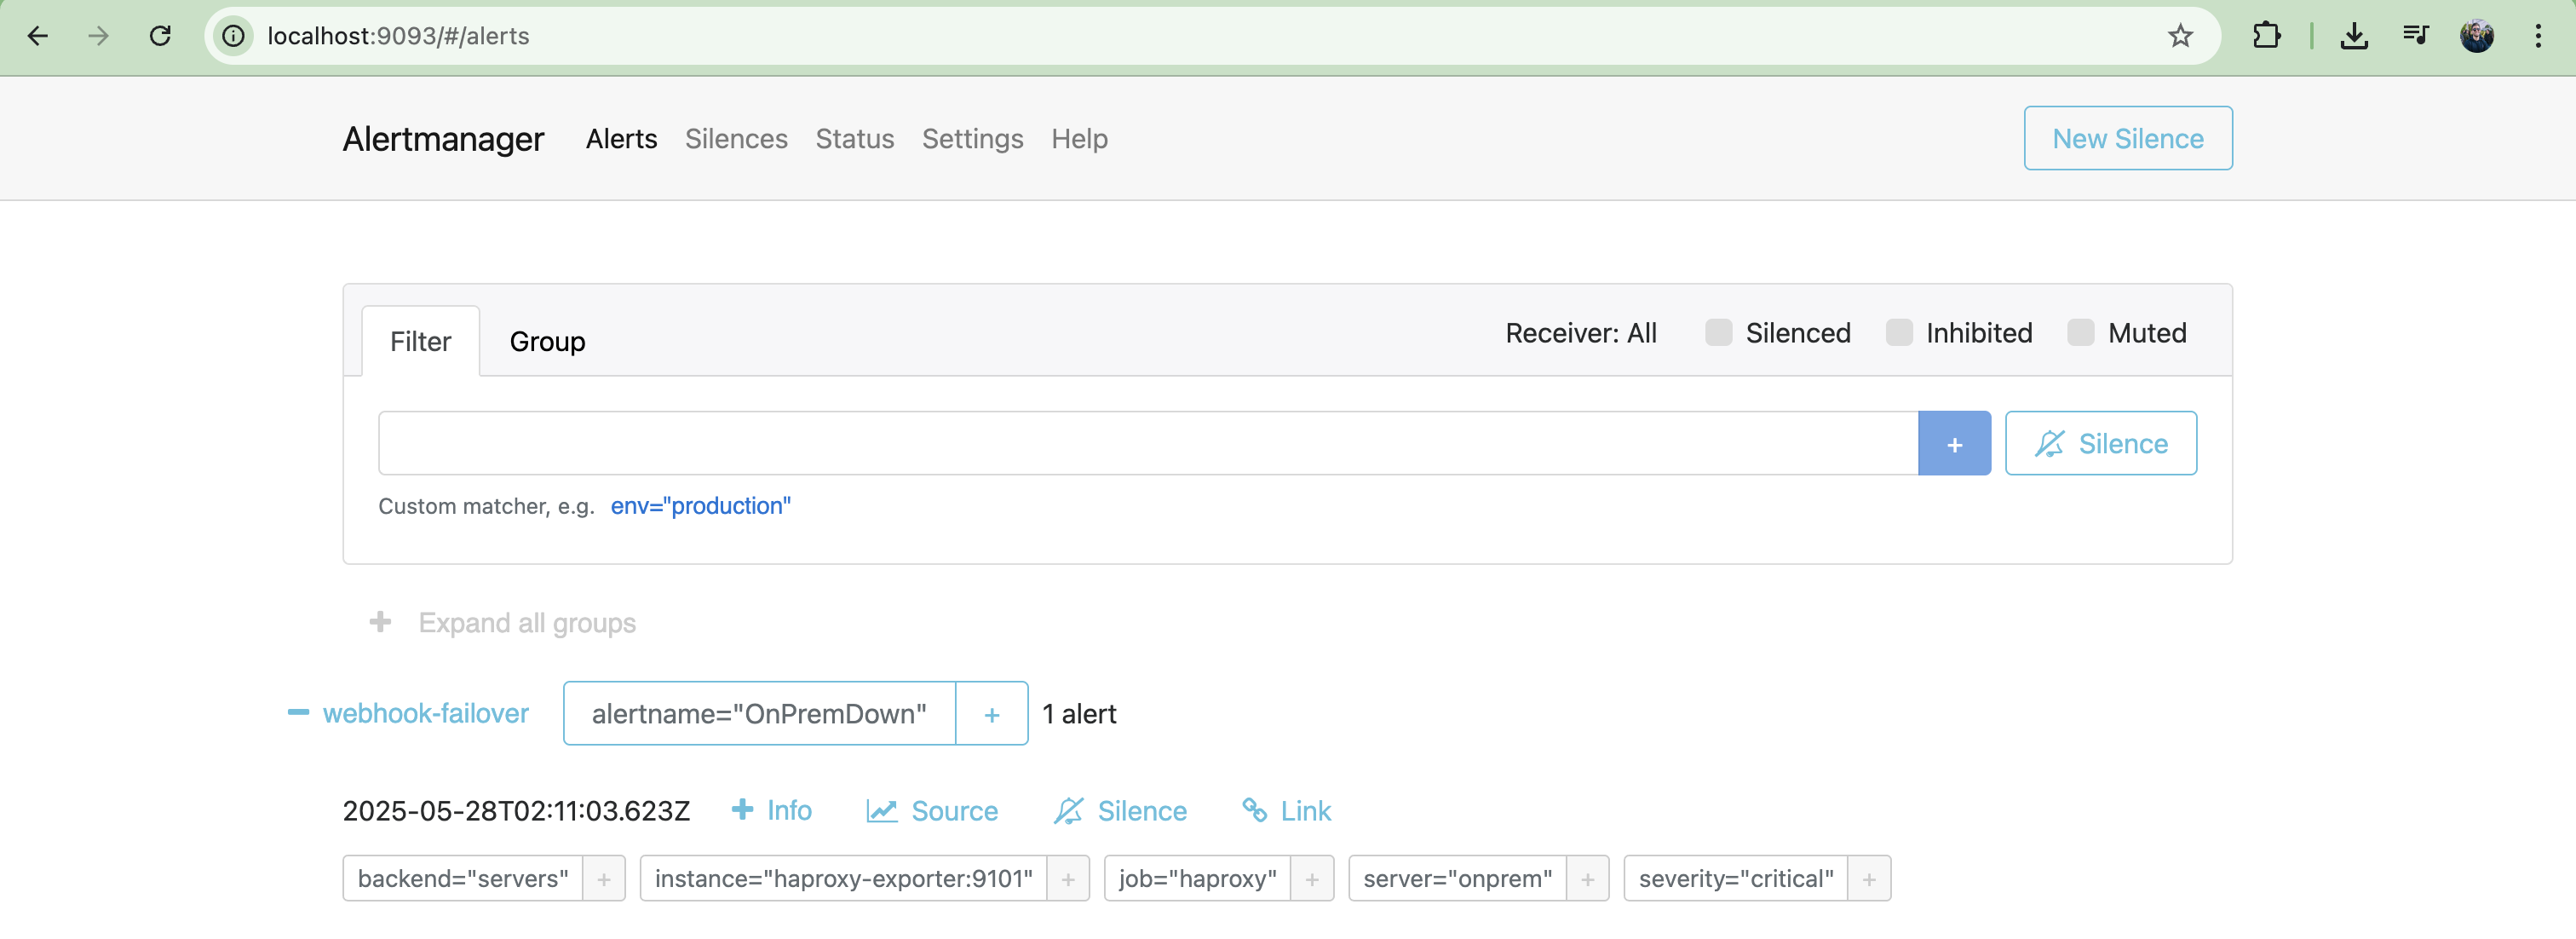 localhost:9093/#/alerts
Alertmanager Alerts Silences Status Settings Help New Silence
Filter Group Receiver: All Silenced Inhibited Muted
+ Silence
Custom matcher, e.g. env="production"
+ Expand all groups
webhook-failover alertname="OnPremDown" + 1 alert
2025-05-28T02:11:03.623Z + Info Source Silence Link
backend="servers" + instance="haproxy-exporter:9101" + job="haproxy" + server="onprem" + severity="critical" +